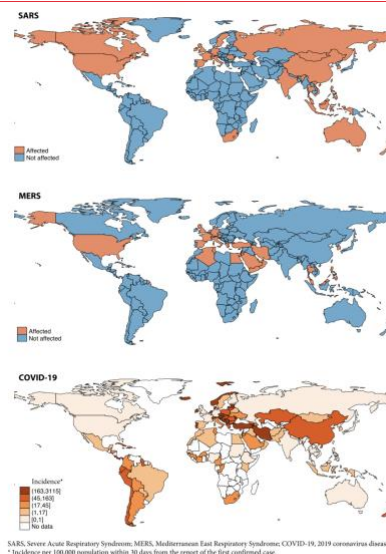 SARS
Affected
Not affected
MERS
Affected
Not affected
COVID-19
Incidence*
(163,3115]
(45,163]
(17,45]
(1,17]
[0,1]
No data
SARS, Severe Acute Respiratory Syndreom; MERS, Mediterranean East Respiratory Syndrome; COVID-19, 2019 coronavirus disease
* Incidence per 100,000 population within 30 days from the report of the first confirmed case